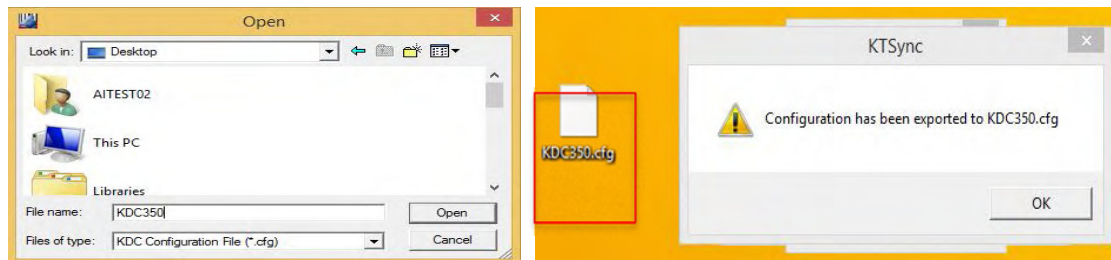 Open
Look in: Desktop
AITEST02
This PC
Libraries
File name: KDC350
Open
Files of type: KDC Configuration File (*.cfg)
Cancel
KDC350.cfg
KTSync
Configuration has been exported to KDC350.cfg
OK